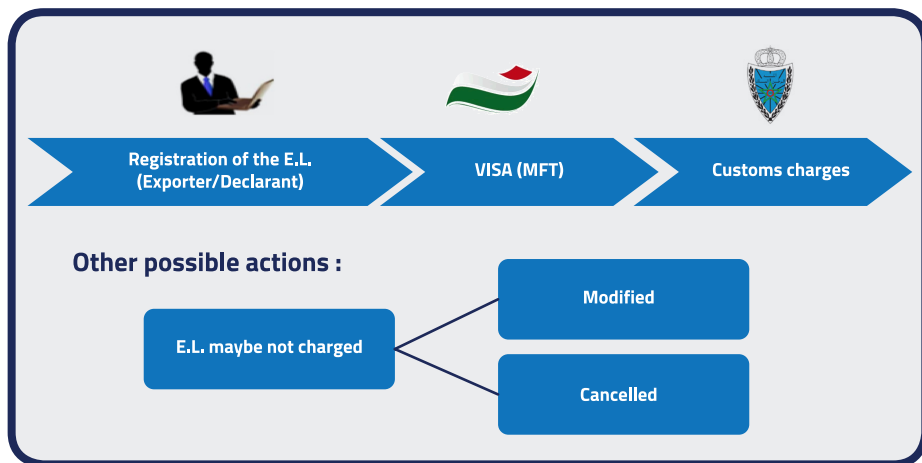 Registration of the E.L.
(Exporter/Declarant)
VISA (MFT)
Customs charges
Other possible actions :
Modified
E.L. maybe not charged
Cancelled